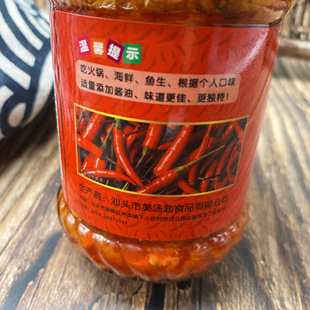 温馨提示
吃火锅、海鲜、鱼生、根据个人口味
适量添加酱油、味道更佳、更独特！
生产商：汕头市美汤匙食品有限公司